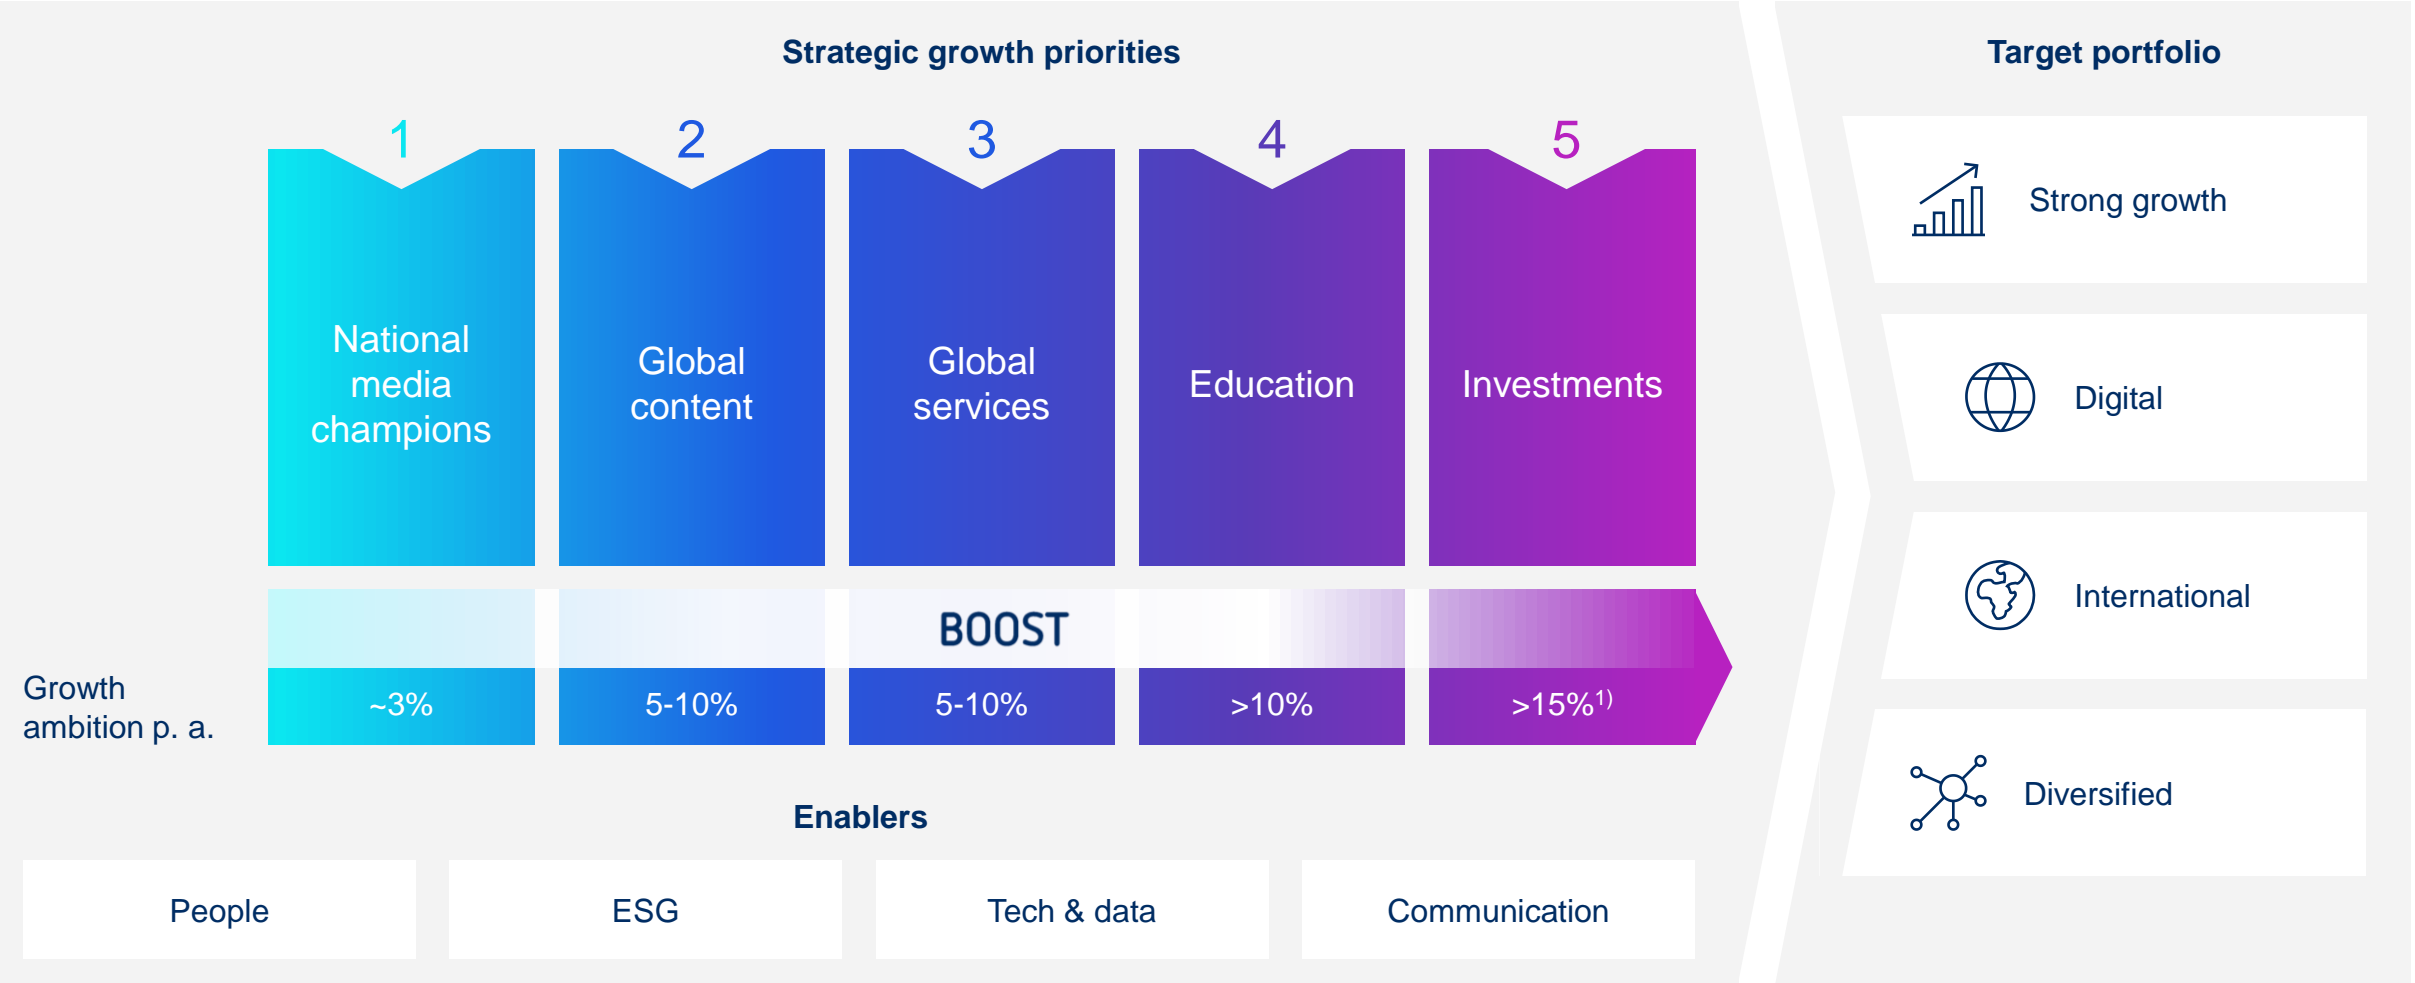 Strategic growth priorities
1
2
3
4
5
National
media
champions
Global
content
Global
services
Education
Investments
BOOST
Growth
ambition p. a.
~3%
5-10%
5-10%
>10%
>15%1)
Enablers
People
ESG
Tech & data
Communication
Target portfolio
Strong growth
Digital
International
Diversified